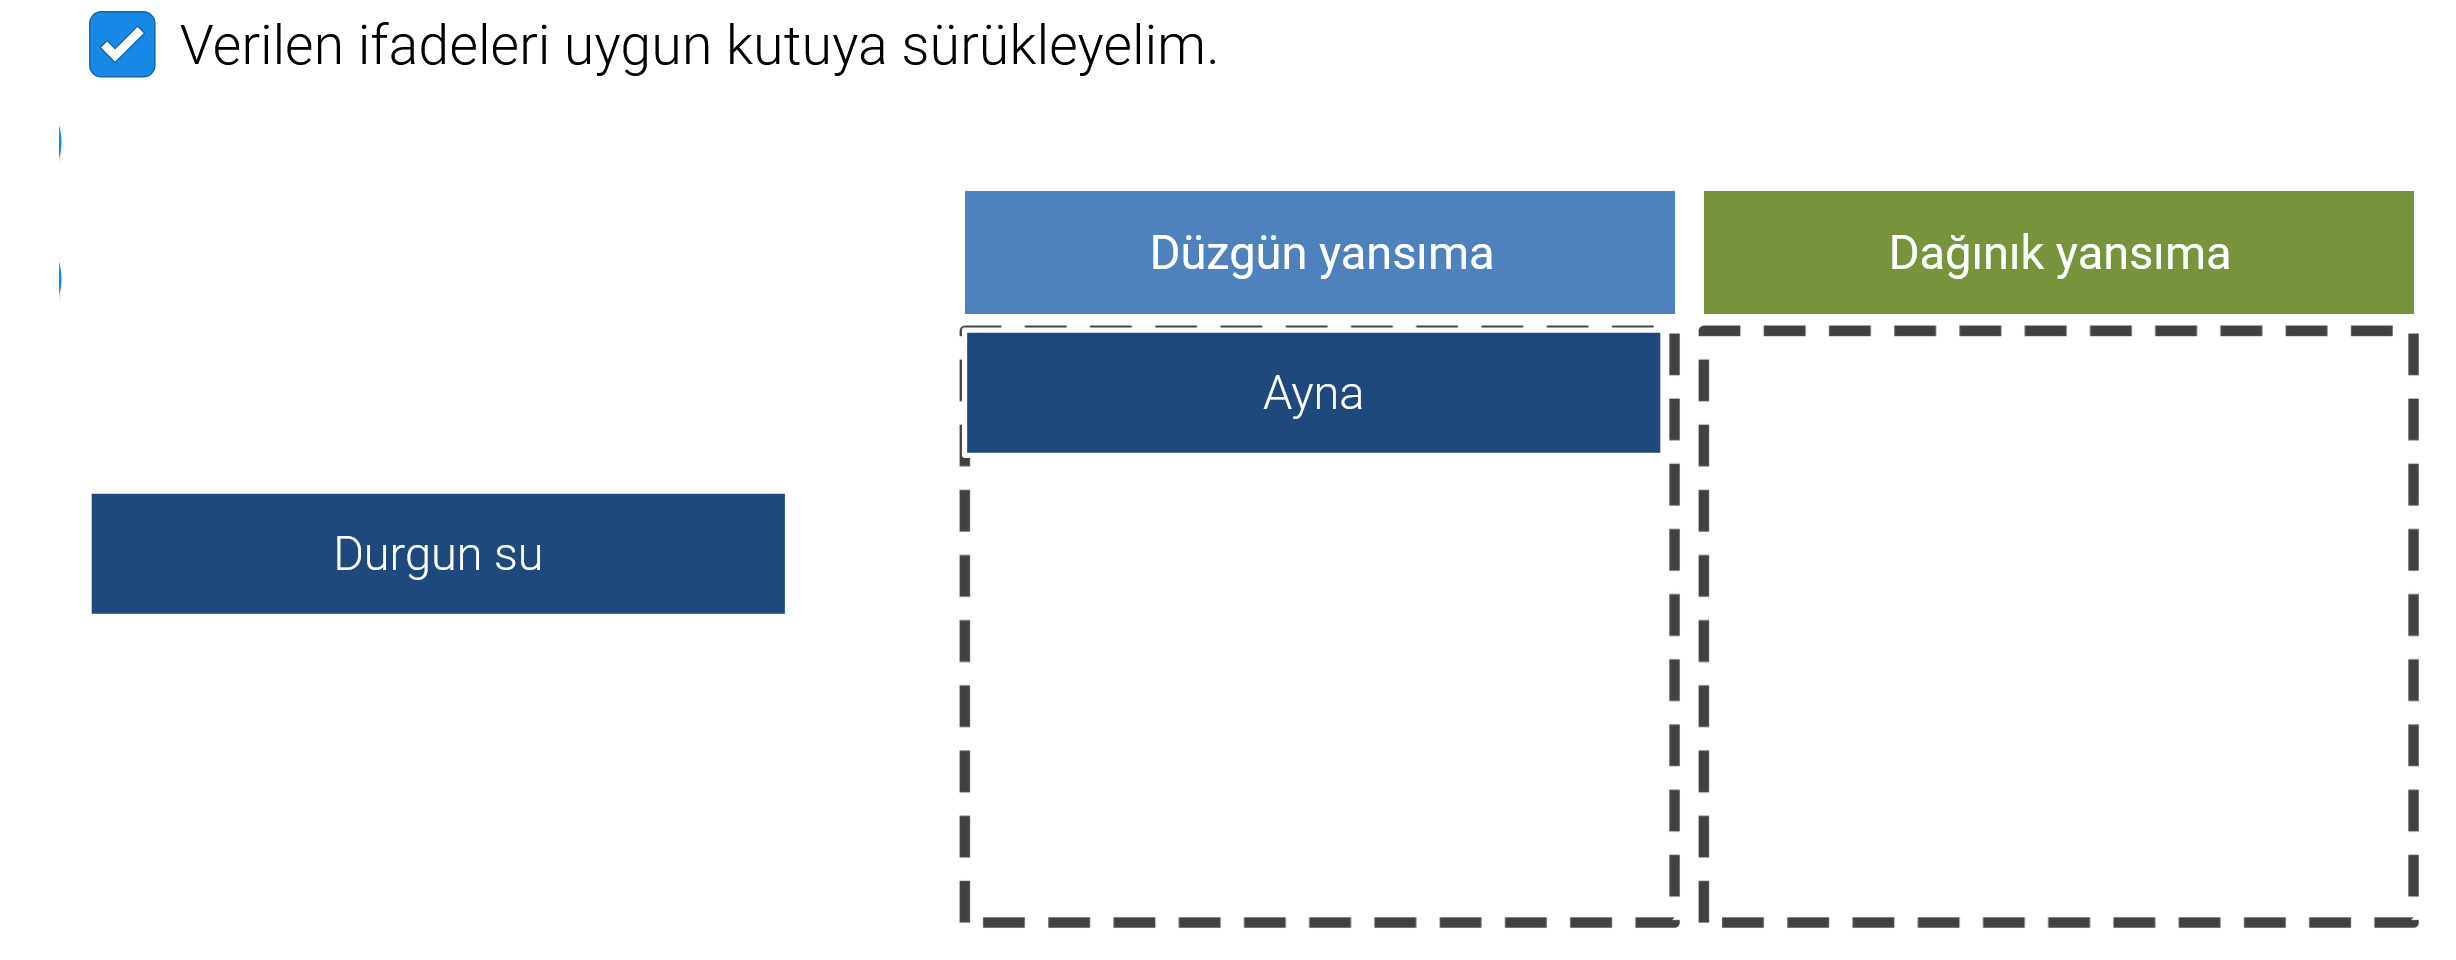 Verilen ifadeleri uygun kutuya sürükleyelim.
Düzgün yansıma
Dağınık yansıma
Ayna
Durgun su